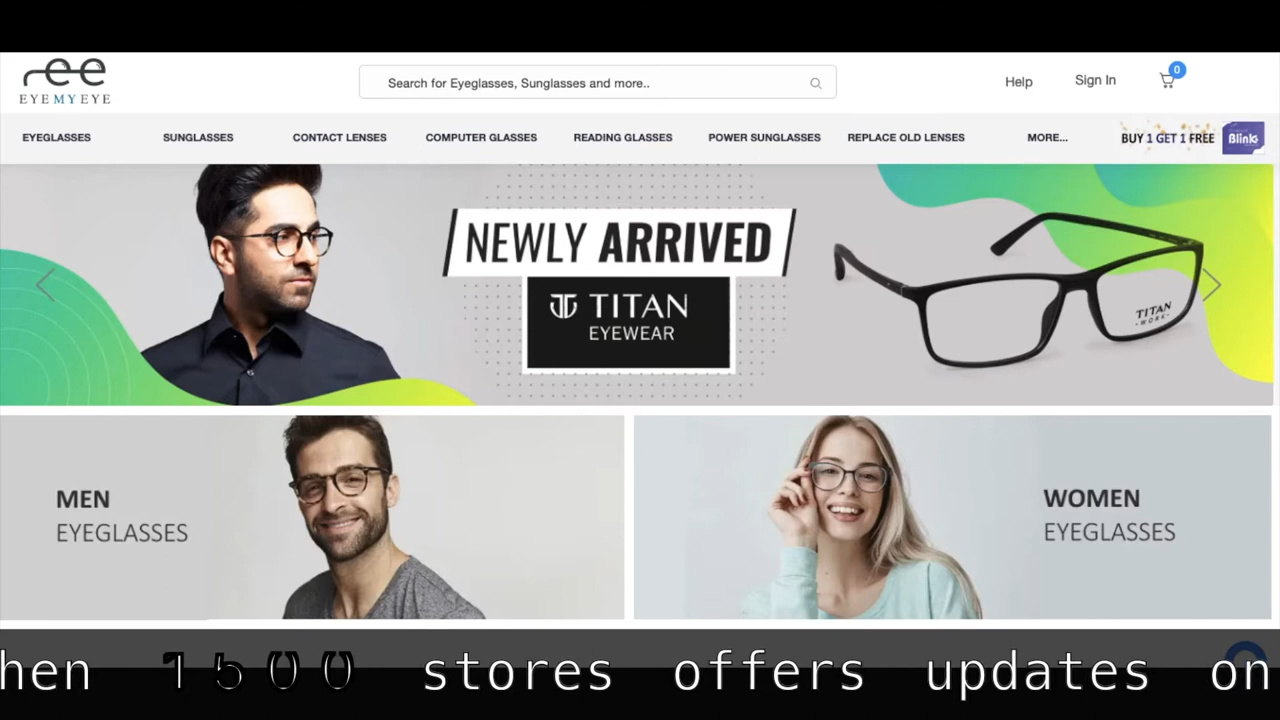 ee
EYEMYEYE
Search for Eyeglasses, Sunglasses and more..
Help
Sign In
0
EYEGLASSES
SUNGLASSES
CONTACT LENSES
COMPUTER GLASSES
READING GLASSES
POWER SUNGLASSES
REPLACE OLD LENSES
MORE...
BUY 1 GET 1 FREE
Blink
NEWLY ARRIVED
TITAN
EYEWEAR
TITAN
WORK
MEN
EYEGLASSES
WOMEN
EYEGLASSES
hen 1500 stores offers updates on